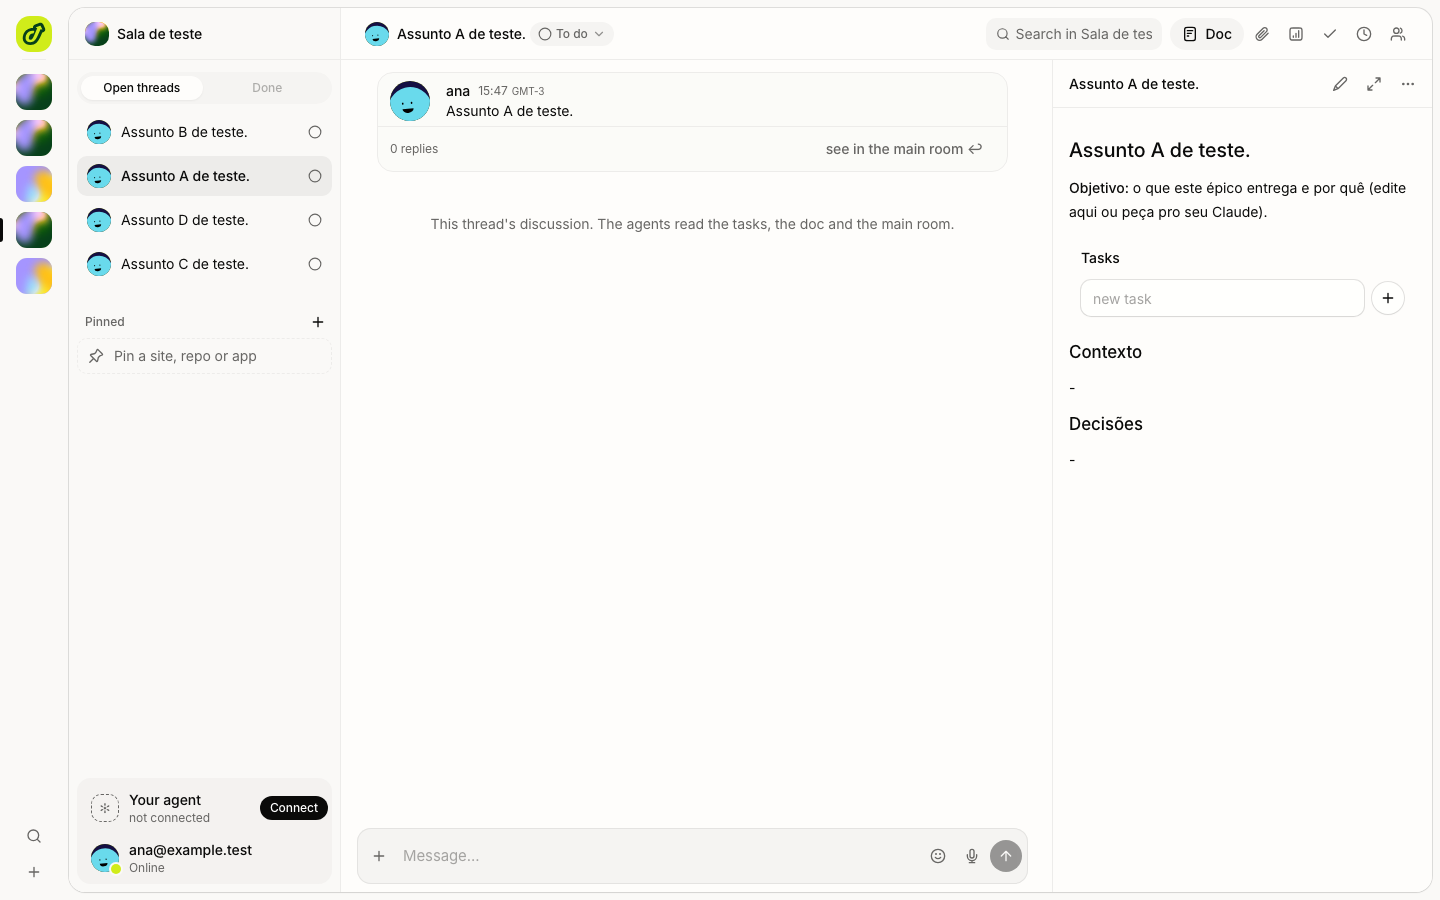 Sala de teste
Open threads
Done
Assunto B de teste.
Assunto A de teste.
Assunto D de teste.
Assunto C de teste.
Pinned
Pin a site, repo or app
Your agent
not connected
Connect
ana@example.test
Online
Assunto A de teste.
To do
Search in Sala de tes
Doc
ana 15:47 GMT-3
Assunto A de teste.
0 replies
see in the main room
This thread's discussion. The agents read the tasks, the doc and the main room.
Message...
Assunto A de teste.
Assunto A de teste.
Objetivo: o que este épico entrega e por quê (edite
aqui ou peça pro seu Claude).
Tasks
new task
Contexto
-
Decisões
-